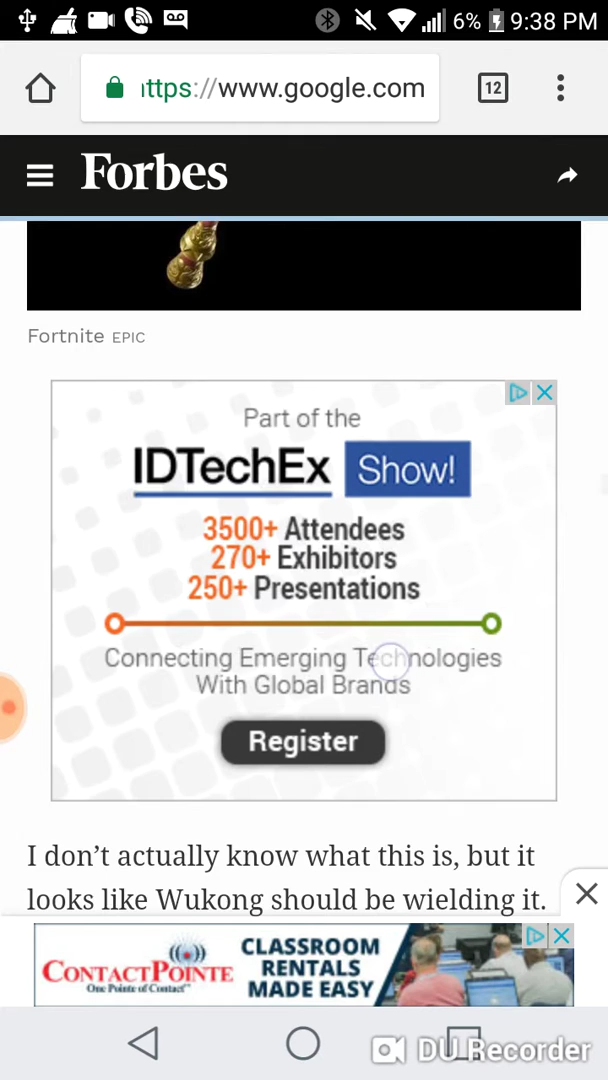 6% 9:38 PM
ttps://www.google.com
12
Forbes
Fortnite EPIC
Part of the
IDTechEx Show!
3500+ Attendees
270+ Exhibitors
250+ Presentations
Connecting Emerging Technologies
With Global Brands
Register
I don’t actually know what this is, but it
looks like Wukong should be wielding it.
CONTACTPOINTE
One Pointe of Contact
CLASSROOM
RENTALS
MADE EASY
DU Recorder